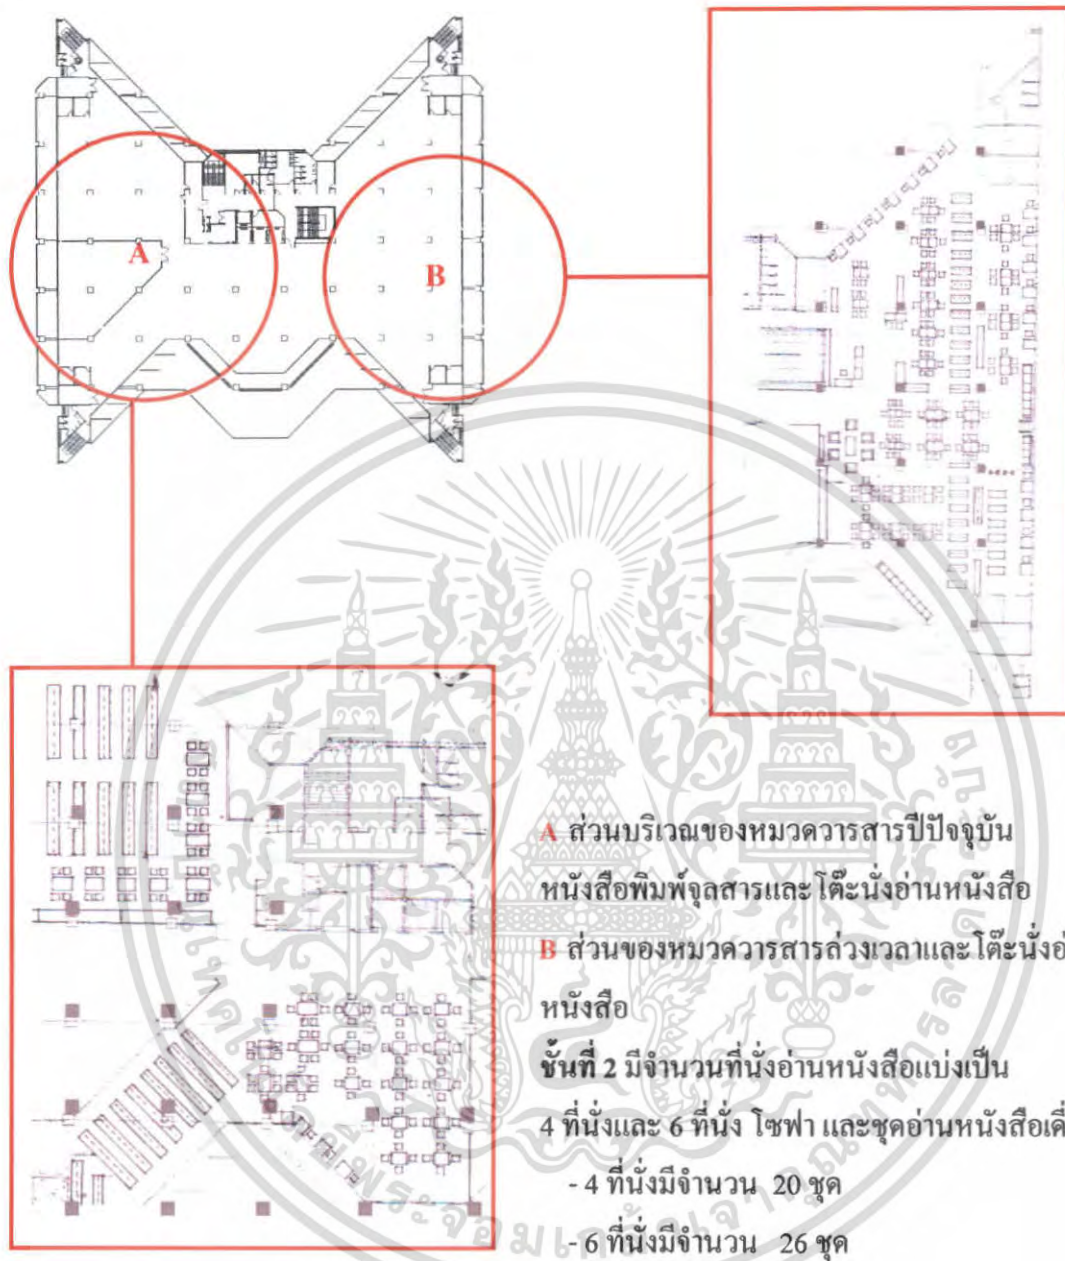 A
B
A ส่วนบริเวณของหมวดวารสารปีปัจจุบัน
หนังสือพิมพ์จุลสารและโต๊ะนั่งอ่านหนังสือ
B ส่วนของหมวดวารสารล่วงเวลาและโต๊ะนั่งอ่
หนังสือ
ชั้นที่ 2 มีจำนวนที่นั่งอ่านหนังสือแบ่งเป็น
4 ที่นั่งและ 6 ที่นั่ง โซฟา และชุดอ่านหนังสือเดี่
- 4 ที่นั่งมีจำนวน 20 ชุด
- 6 ที่นั่งมีจำนวน 26 ชุด